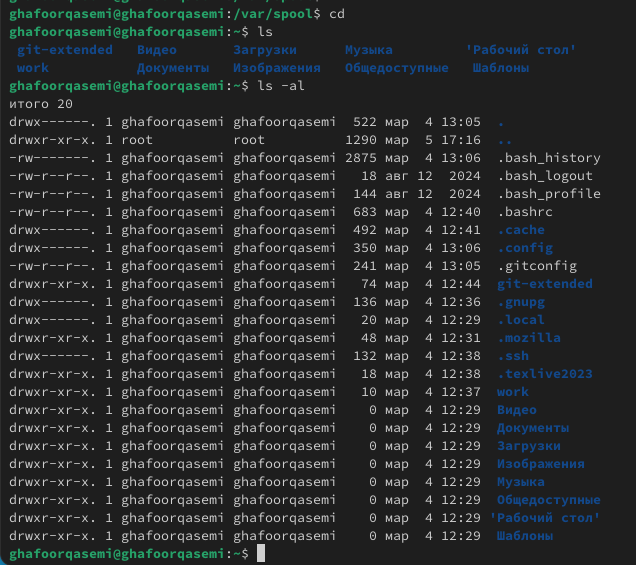 ghafoorqasemi@ghafoorqasemi:/var/spool$ cd
ghafoorqasemi@ghafoorqasemi:~$ ls
git-extended Видео Загрузки Музыка 'Рабочий стол'
work Документы Изображения Общедоступные Шаблоны
ghafoorqasemi@ghafoorqasemi:~$ ls -al
итого 20
drwx------. 1 ghafoorqasemi ghafoorqasemi 522 мар 4 13:05 .
drwxr-xr-x. 1 root root 1290 мар 5 17:16 ..
-rw-------. 1 ghafoorqasemi ghafoorqasemi 2875 мар 4 13:06 .bash_history
-rw-r--r--. 1 ghafoorqasemi ghafoorqasemi 18 авг 12 2024 .bash_logout
-rw-r--r--. 1 ghafoorqasemi ghafoorqasemi 144 авг 12 2024 .bash_profile
-rw-r--r--. 1 ghafoorqasemi ghafoorqasemi 683 мар 4 12:40 .bashrc
drwx------. 1 ghafoorqasemi ghafoorqasemi 492 мар 4 12:41 .cache
drwx------. 1 ghafoorqasemi ghafoorqasemi 350 мар 4 13:06 .config
-rw-r--r--. 1 ghafoorqasemi ghafoorqasemi 241 мар 4 13:05 .gitconfig
drwxr-xr-x. 1 ghafoorqasemi ghafoorqasemi 74 мар 4 12:44 git-extended
drwx------. 1 ghafoorqasemi ghafoorqasemi 136 мар 4 12:36 .gnupg
drwx------. 1 ghafoorqasemi ghafoorqasemi 20 мар 4 12:29 .local
drwxr-xr-x. 1 ghafoorqasemi ghafoorqasemi 48 мар 4 12:31 .mozilla
drwx------. 1 ghafoorqasemi ghafoorqasemi 132 мар 4 12:38 .ssh
drwxr-xr-x. 1 ghafoorqasemi ghafoorqasemi 18 мар 4 12:38 .texlive2023
drwxr-xr-x. 1 ghafoorqasemi ghafoorqasemi 10 мар 4 12:37 work
drwxr-xr-x. 1 ghafoorqasemi ghafoorqasemi 0 мар 4 12:29 Видео
drwxr-xr-x. 1 ghafoorqasemi ghafoorqasemi 0 мар 4 12:29 Документы
drwxr-xr-x. 1 ghafoorqasemi ghafoorqasemi 0 мар 4 12:29 Загрузки
drwxr-xr-x. 1 ghafoorqasemi ghafoorqasemi 0 мар 4 12:29 Изображения
drwxr-xr-x. 1 ghafoorqasemi ghafoorqasemi 0 мар 4 12:29 Музыка
drwxr-xr-x. 1 ghafoorqasemi ghafoorqasemi 0 мар 4 12:29 Общедоступные
drwxr-xr-x. 1 ghafoorqasemi ghafoorqasemi 0 мар 4 12:29 'Рабочий стол'
drwxr-xr-x. 1 ghafoorqasemi ghafoorqasemi 0 мар 4 12:29 Шаблоны
ghafoorqasemi@ghafoorqasemi:~$